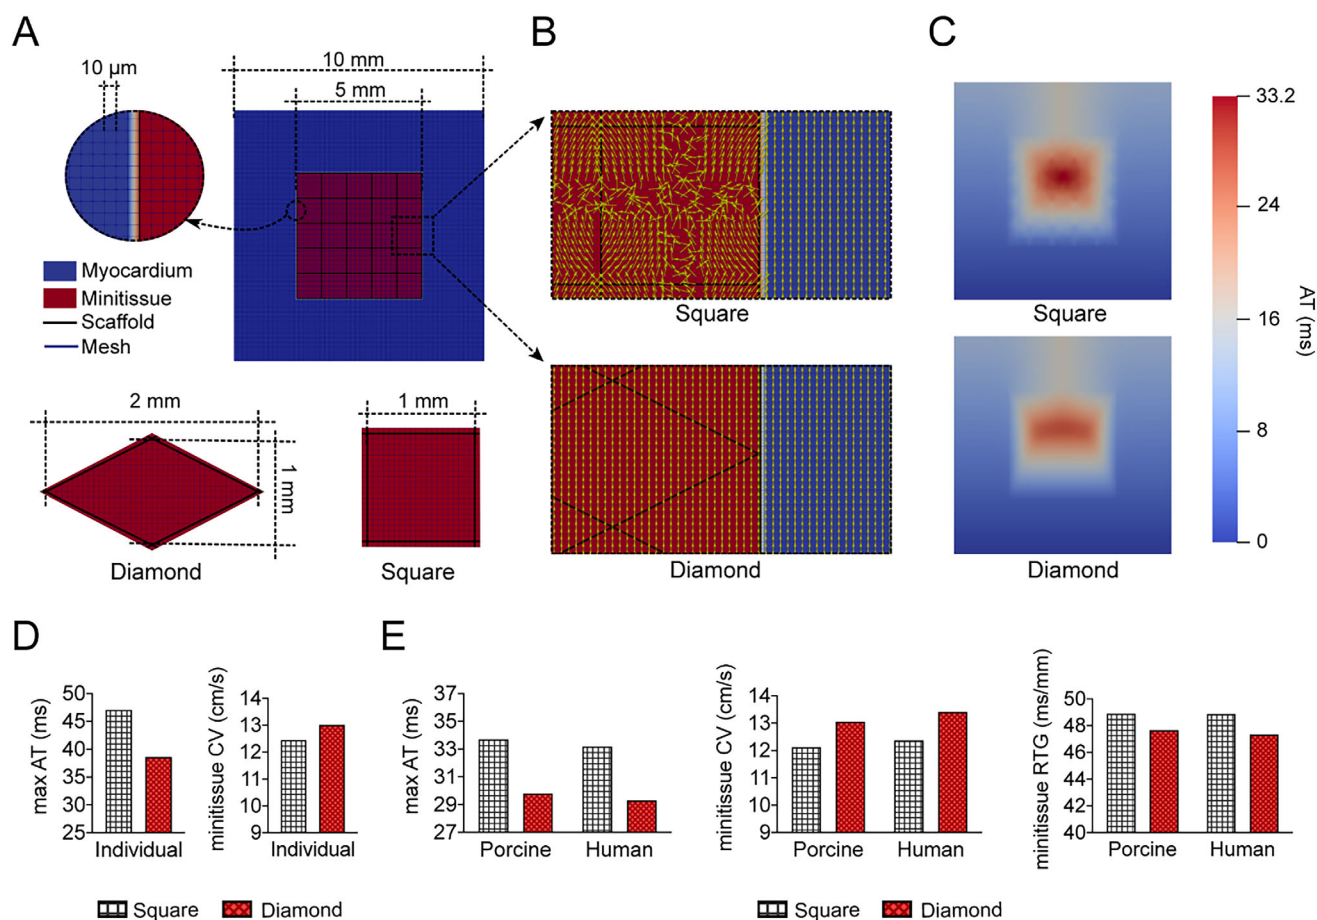 A
10 µm
10 mm
5 mm
Myocardium
Minitissue
Scaffold
Mesh
2 mm
1 mm
Diamond
1 mm
Square
B
Square
Diamond
C
Square
Diamond
33.2
24
16
8
0
AT (ms)
D
max AT (ms)
50
45
40
35
30
25
Individual
minitissue CV (cm/s)
14
13
12
11
10
9
Individual
Square
Diamond
E
max AT (ms)
37
35
33
31
29
27
Porcine
Human
minitissue CV (cm/s)
14
13
12
11
10
9
Porcine
Human
minitissue RTG (ms/mm)
50
48
46
44
42
40
Porcine
Human
Square
Diamond